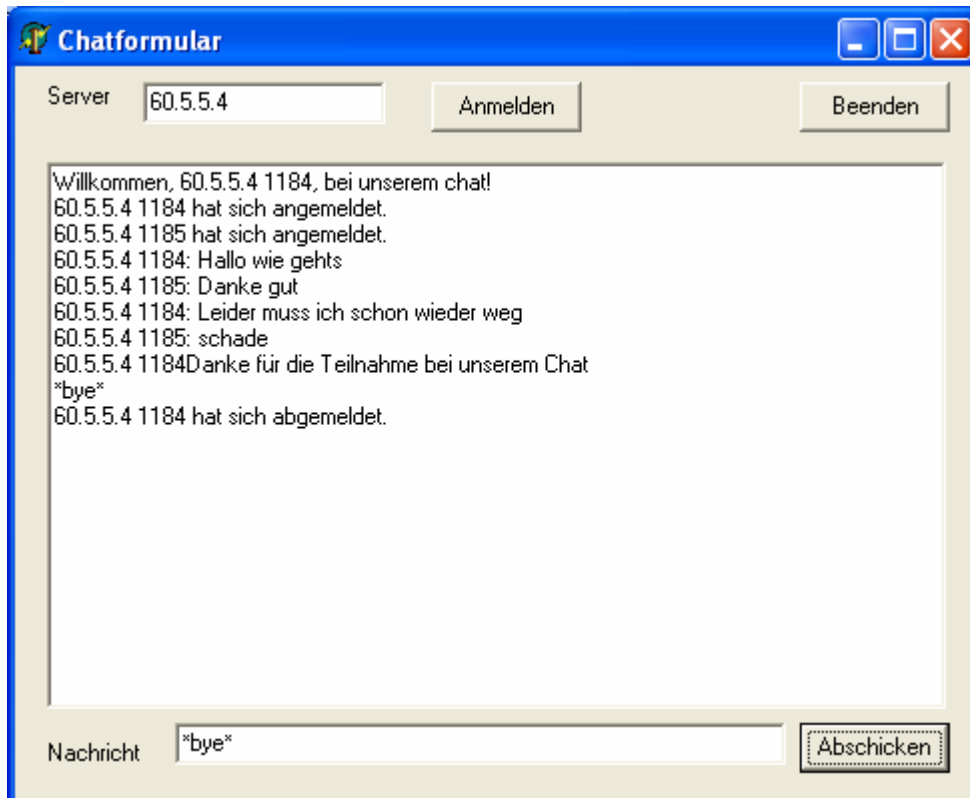 Chatformular
Server 60.5.5.4 Anmelden Beenden
Willkommen, 60.5.5.4 1184, bei unserem chat!
60.5.5.4 1184 hat sich angemeldet.
60.5.5.4 1185 hat sich angemeldet.
60.5.5.4 1184: Hallo wie gehts
60.5.5.4 1185: Danke gut
60.5.5.4 1184: Leider muss ich schon wieder weg
60.5.5.4 1185: schade
60.5.5.4 1184Danke für die Teilnahme bei unserem Chat
*bye*
60.5.5.4 1184 hat sich abgemeldet.
Nachricht *bye* Abschicken